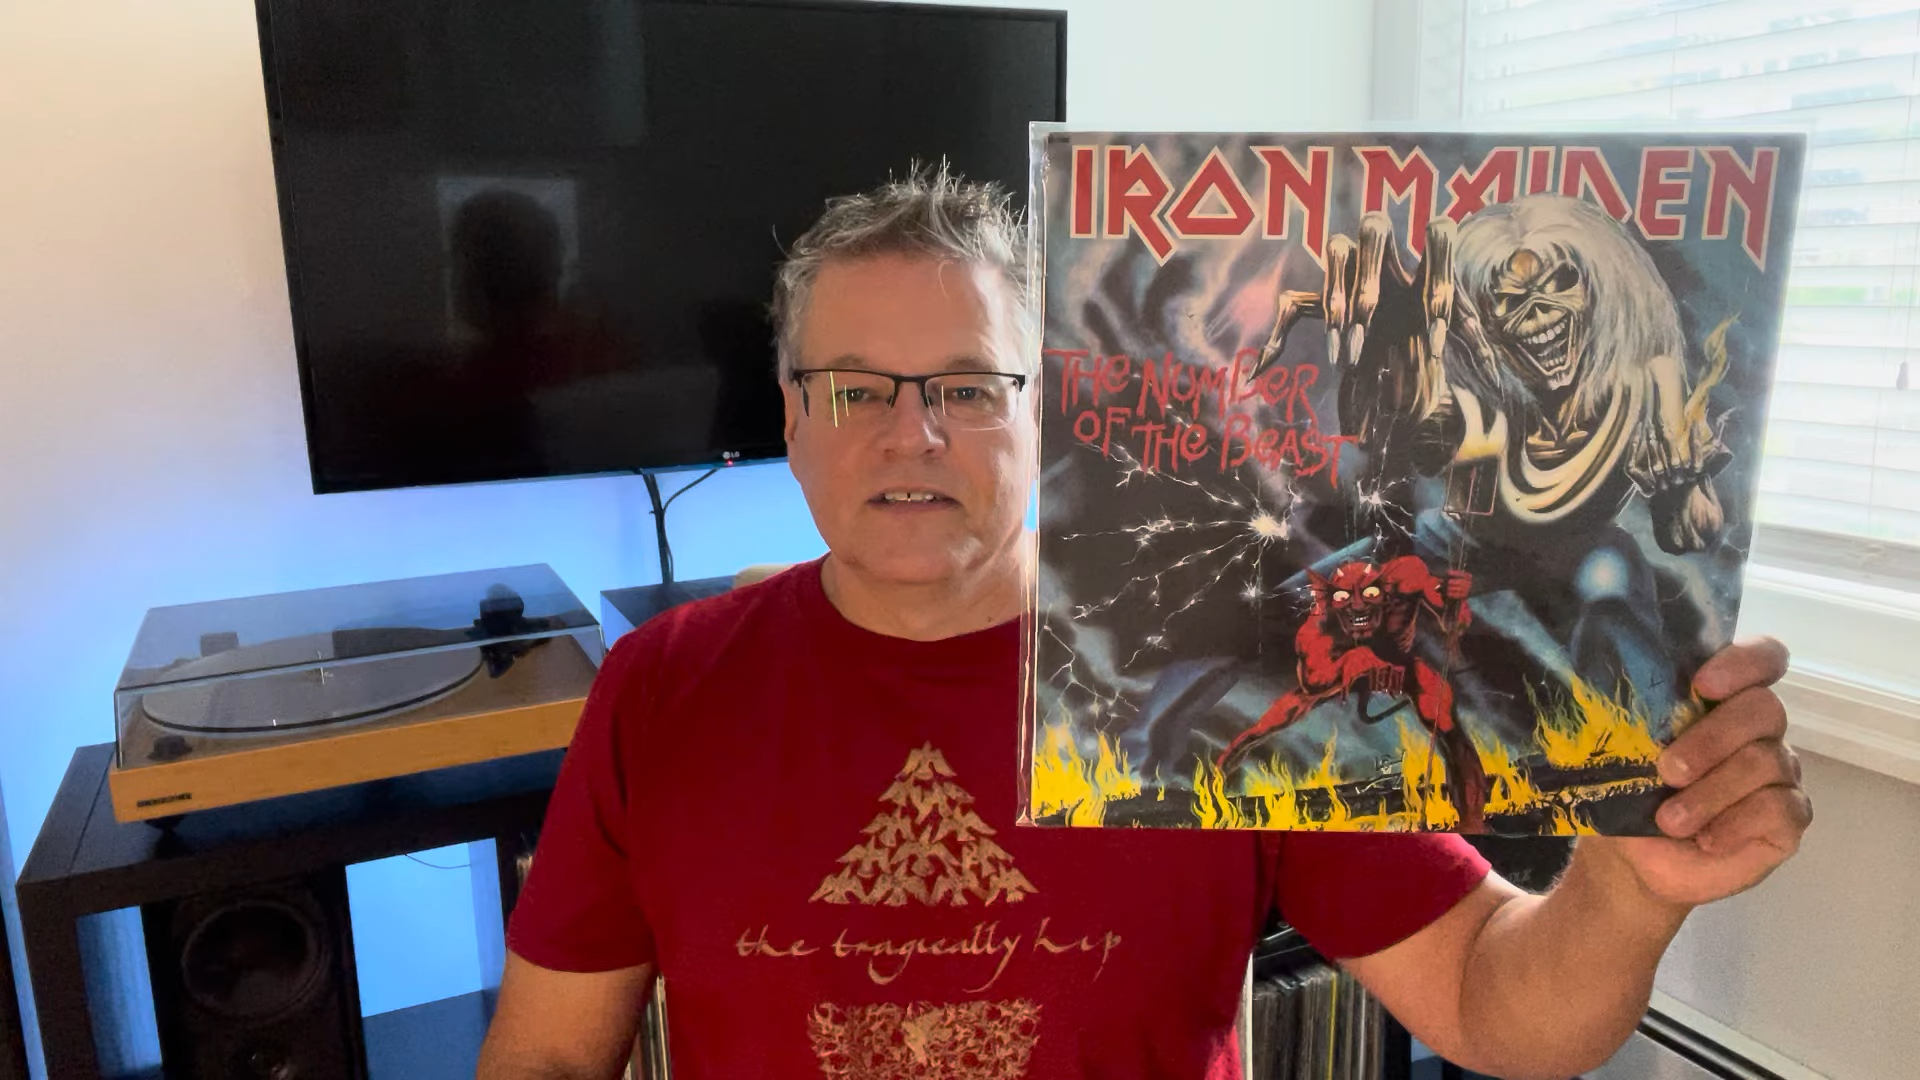 IRON MAIDEN
THE NUMBER
OF THE BEAST
LG
the tragically hip